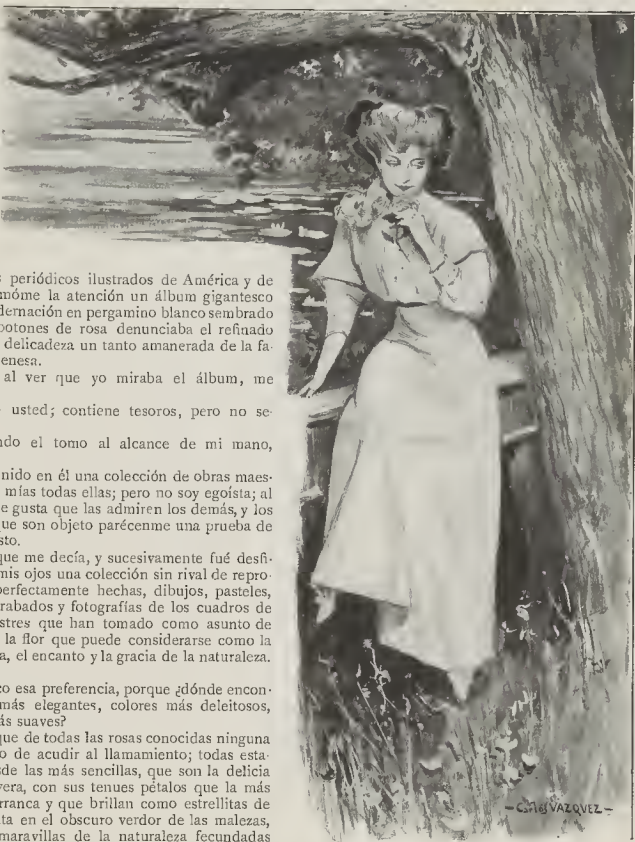 s periódicos ilustrados de América y de
móme la atención un álbum gigantesco
dernación en pergamino blanco sembrado
botones de rosa denunciaba el refinado
delicadeza un tanto amanerada de la fa-
enesa.
al ver que yo miraba el álbum, me
usted; contiene tesoros, pero no se-
ndo el tomo al alcance de mi mano,
nido en él una colección de obras maes-
mías todas ellas; pero no soy egoísta; al
e gusta que las admiren los demás, y los
ue son objeto parécenme una prueba de
sto.
que me decía, y sucesivamente fué desfi-
mis ojos una colección sin rival de repro-
perfectamente hechas, dibujos, pasteles,
rabados y fotografías de los cuadros de
stres que han tomado como asunto de
la flor que puede considerarse como la
a, el encanto y la gracia de la naturaleza.
co esa preferencia, porque ¿dónde encon-
más elegantes, colores más deleitosos,
ás suaves?
que de todas las rosas conocidas ninguna
o de acudir al llamamiento; todas esta-
sde las más sencillas, que son la delicia
vera, con sus tenues pétalos que la más
rranca y que brillan como estrellitas de
ta en el obscuro verdor de las malezas,
maravillas de la naturaleza fecundadas
- Carlos VAZQUEZ -